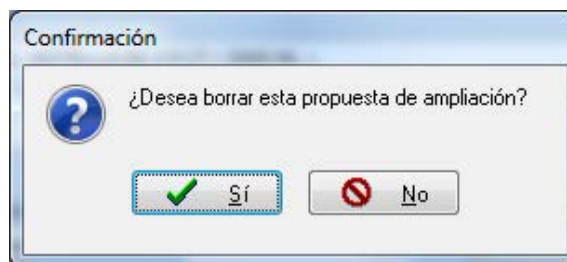 Confirmación
¿Desea borrar esta propuesta de ampliación?
Sí
No